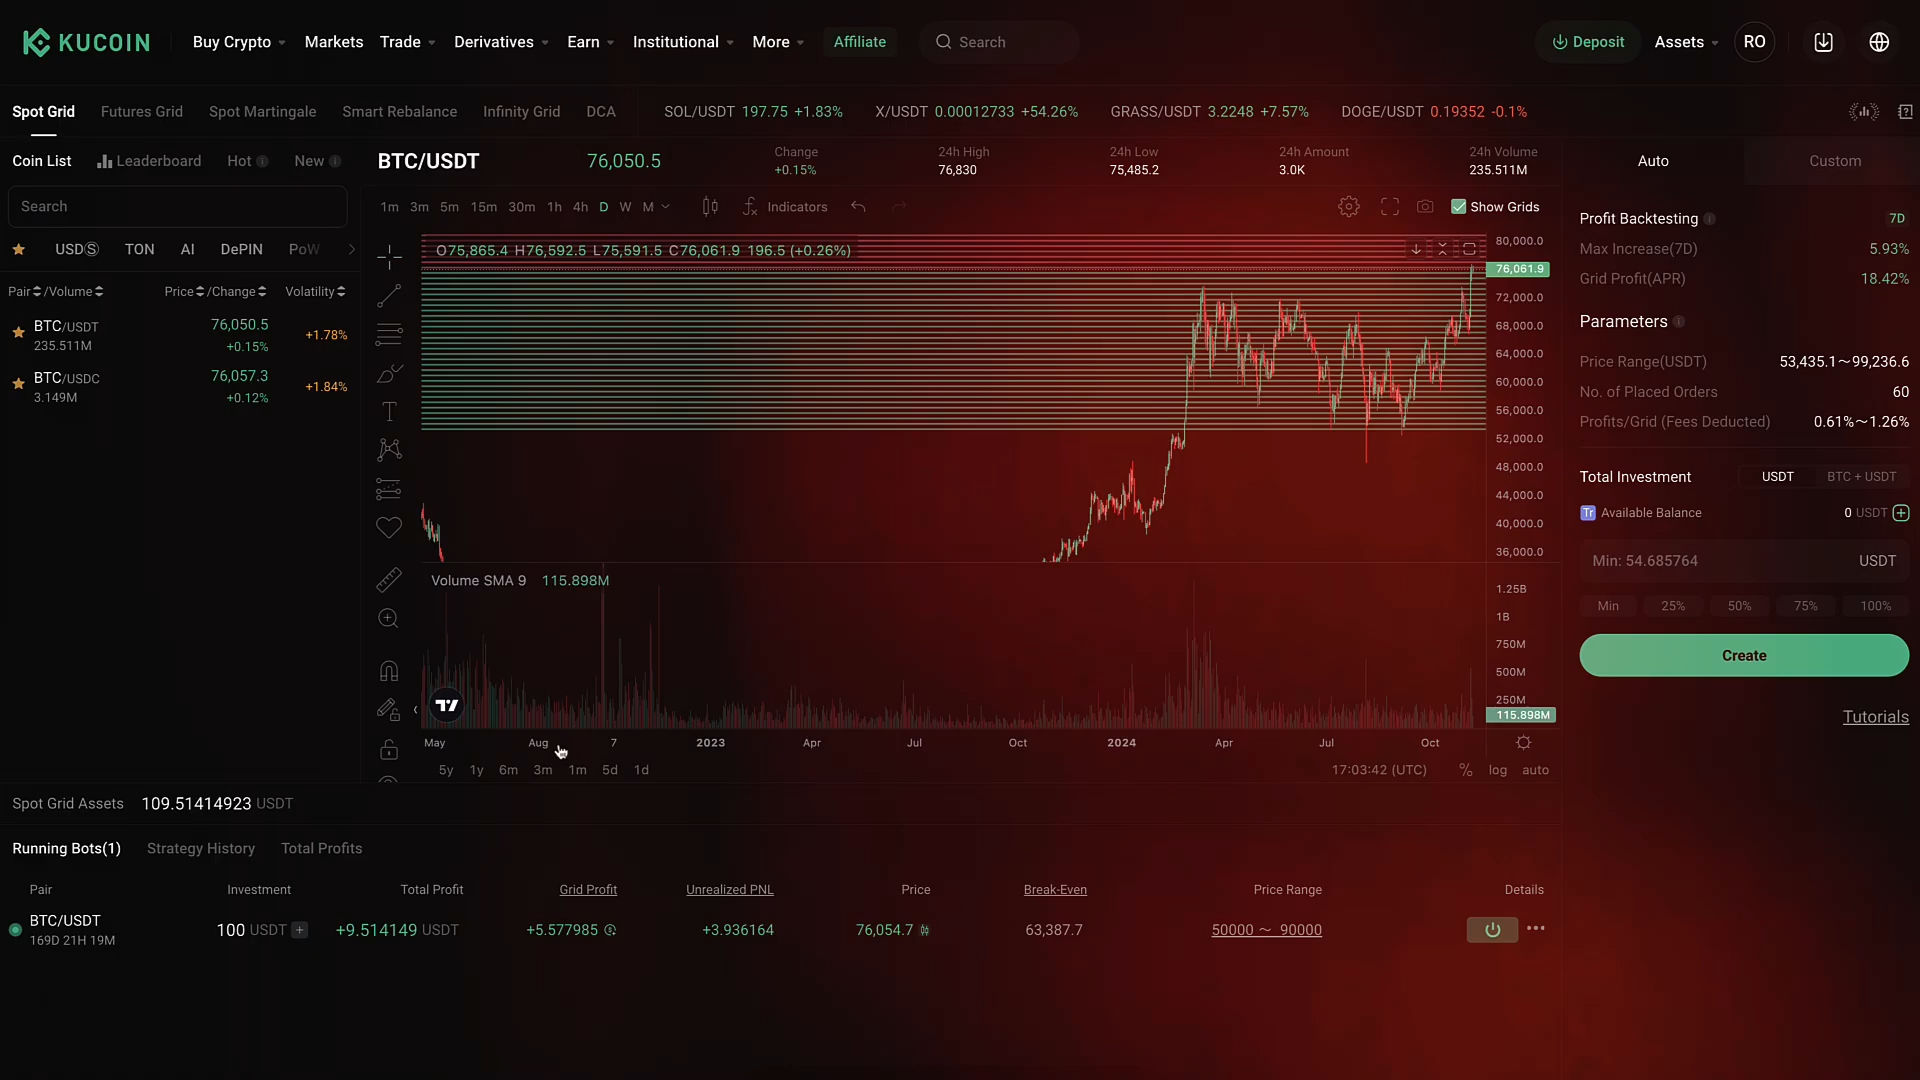 KUCOIN
Buy Crypto Markets Trade Derivatives Earn Institutional More Affiliate Search Deposit Assets RO
Spot Grid Futures Grid Spot Martingale Smart Rebalance Infinity Grid DCA SOL/USDT 197.75 +1.83% X/USDT 0.00012733 +54.26% GRASS/USDT 3.2248 +7.57% DOGE/USDT 0.19352 -0.1%
Coin List Leaderboard Hot New
Search
USDⓈ TON AI DePIN PoW
Pair /Volume Price /Change Volatility
BTC/USDT 76,050.5 +1.78%
235.511M +0.15%
BTC/USDC 76,057.3 +1.84%
3.149M +0.12%
BTC/USDT 76,050.5
Change 24h High 24h Low 24h Amount 24h Volume
+0.15% 76,830 75,485.2 3.0K 235.511M
1m 3m 5m 15m 30m 1h 4h D W M Indicators Show Grids
O75,865.4 H76,592.5 L75,591.5 C76,061.9 196.5 (+0.26%)
80,000.0
76,061.9
72,000.0
68,000.0
64,000.0
60,000.0
56,000.0
52,000.0
48,000.0
44,000.0
40,000.0
36,000.0
Volume SMA 9 115.898M
1.25B
1B
750M
500M
250M
115.898M
May Aug 7 2023 Apr Jul Oct 2024 Apr Jul Oct
5y 1y 6m 3m 1m 5d 1d 17:03:42 (UTC) % log auto
Auto Custom
Profit Backtesting 7D
Max Increase(7D) 5.93%
Grid Profit(APR) 18.42%
Parameters
Price Range(USDT) 53,435.1～99,236.6
No. of Placed Orders 60
Profits/Grid (Fees Deducted) 0.61%～1.26%
Total Investment USDT BTC + USDT
Tr Available Balance 0 USDT
Min: 54.685764 USDT
Min 25% 50% 75% 100%
Create
Tutorials
Spot Grid Assets 109.51414923 USDT
Running Bots(1) Strategy History Total Profits
Pair Investment Total Profit Grid Profit Unrealized PNL Price Break-Even Price Range Details
BTC/USDT 100 USDT + +9.514149 USDT +5.577985 +3.936164 76,054.7 63,387.7 50000 ～ 90000
169D 21H 19M